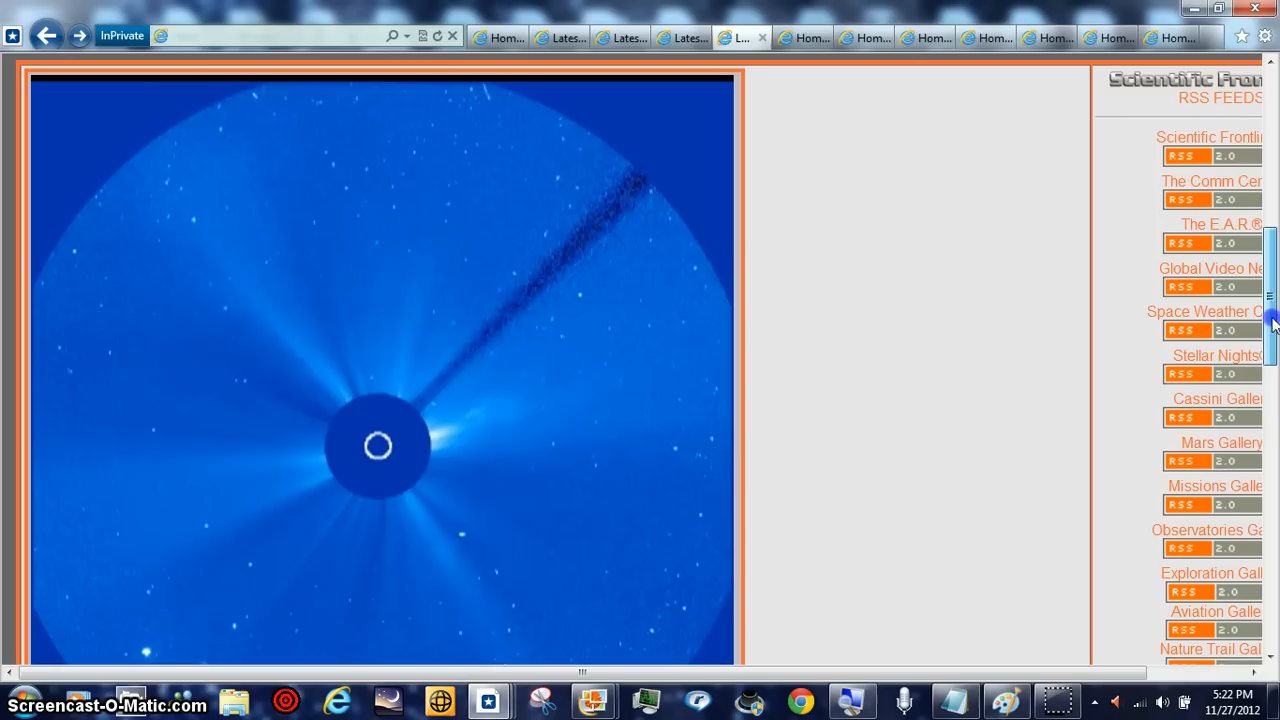 InPrivate
Hom...
Lates...
Lates...
Lates...
L...
Hom...
Hom...
Hom...
Hom...
Hom...
Hom...
Hom...
Scientific Fron
RSS FEEDS
Scientific Frontli
RSS 2.0
The Comm Cen
RSS 2.0
The E.A.R.®
RSS 2.0
Global Video Ne
RSS 2.0
Space Weather C
RSS 2.0
Stellar Nights
RSS 2.0
Cassini Galle
RSS 2.0
Mars Gallery
RSS 2.0
Missions Galle
RSS 2.0
Observatories Ga
RSS 2.0
Exploration Gall
RSS 2.0
Aviation Galle
RSS 2.0
Nature Trail Gal
Screencast-O-Matic.com
5:22 PM
11/27/2012